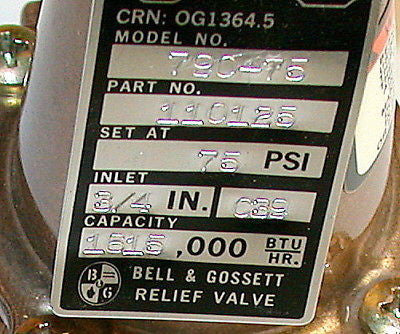 CRN: OG1364.5
MODEL NO.
790-75
PART NO.
110125
SET AT
75 PSI
INLET
3/4 IN.
CAPACITY
1515,000 BTU HR.
B G BELL & GOSSETT
RELIEF VALVE